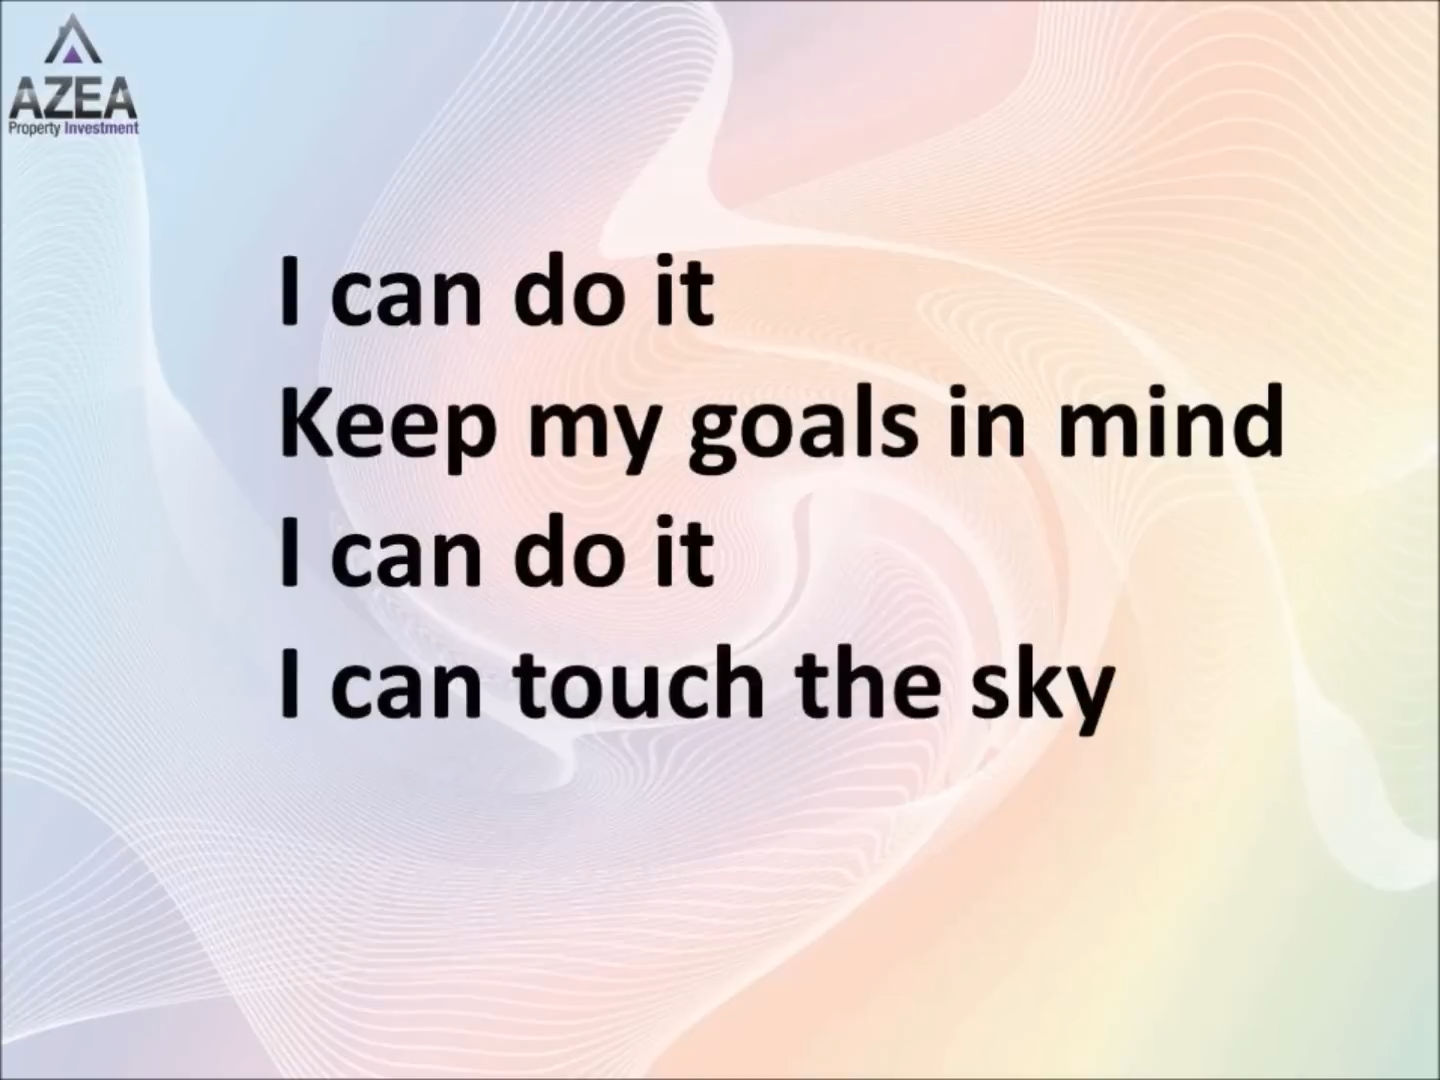 AZEA
Property Investment
I can do it
Keep my goals in mind
I can do it
I can touch the sky